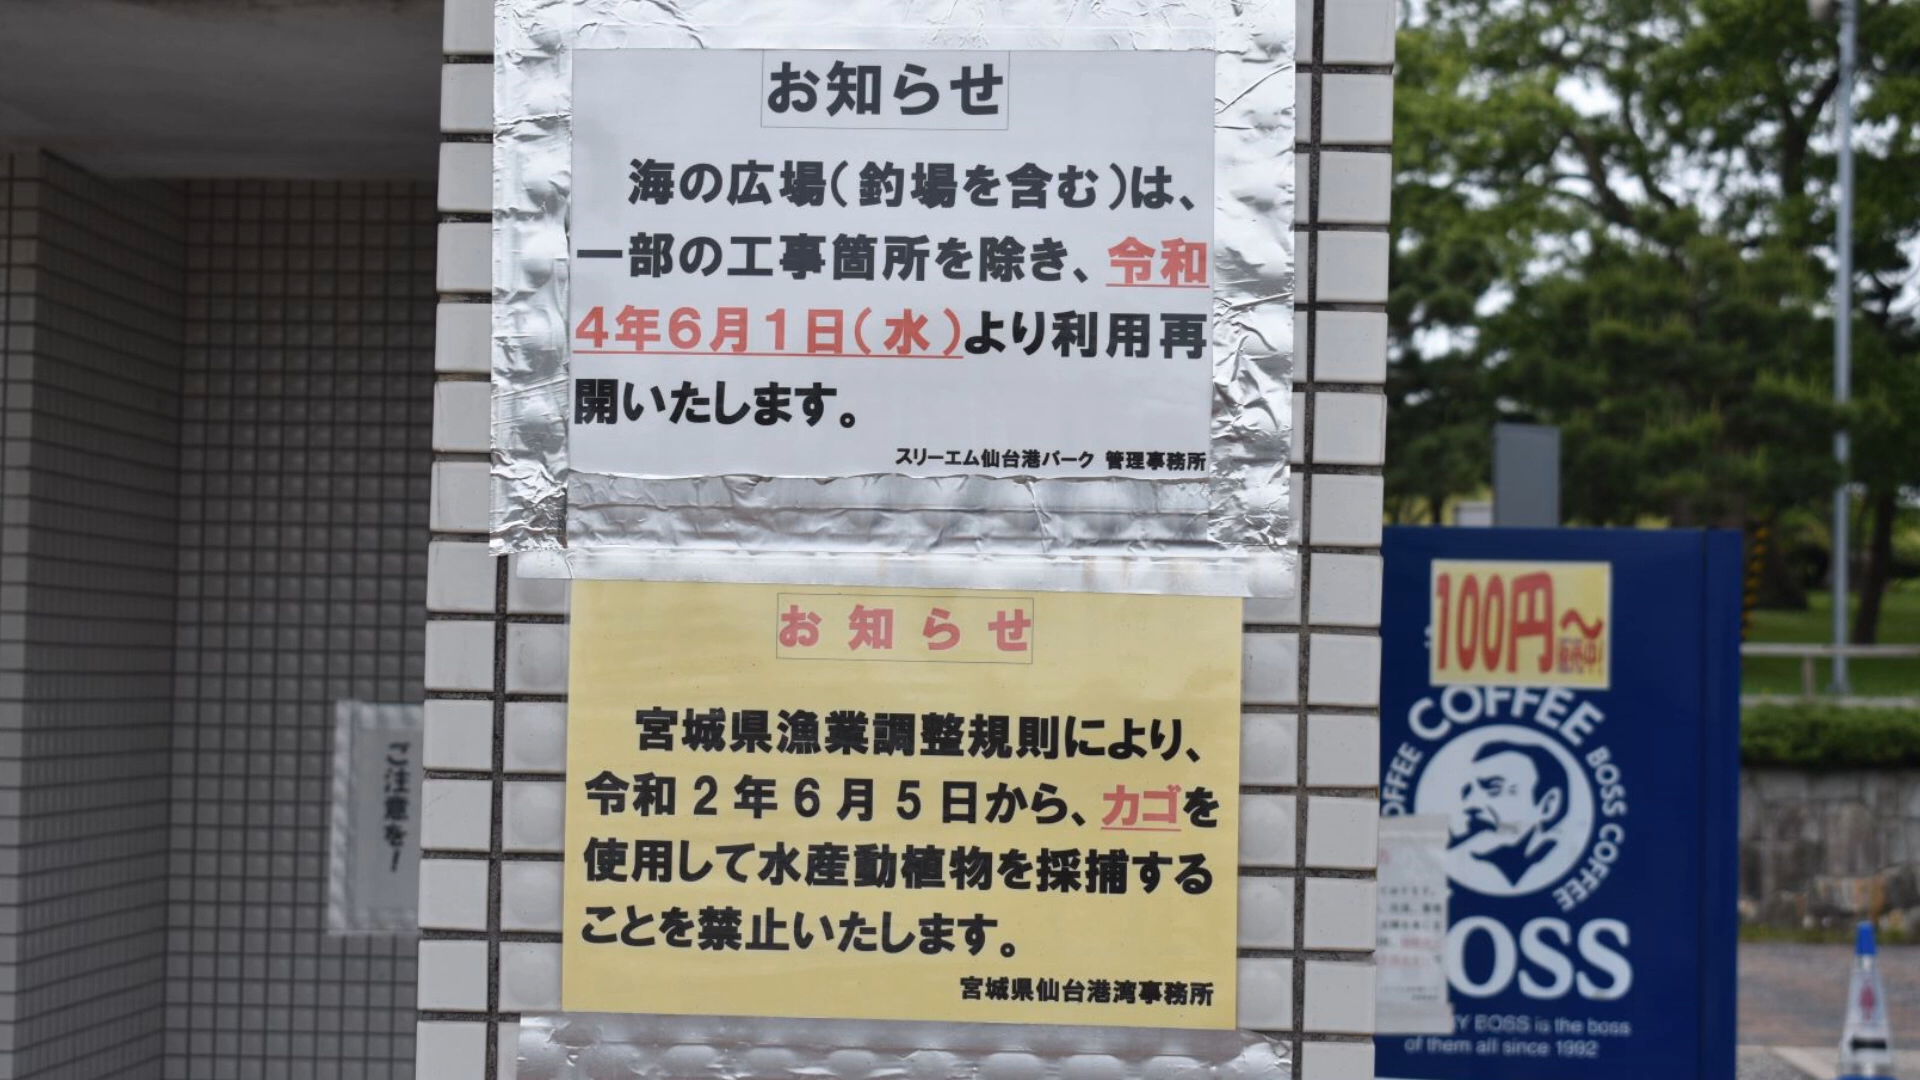 お知らせ
海の広場(釣場を含む)は、
一部の工事箇所を除き、令和
4年6月1日(水)より利用再
開いたします。
スリーエム仙台港パーク 管理事務所
お知らせ
宮城県漁業調整規則により、
令和2年6月5日から、カゴを
使用して水産動植物を採捕する
ことを禁止いたします。
宮城県仙台港湾事務所
ご注意を!
100円~
販売中!
COFFEE
BOSS COFFEE
OSS
BOSS is the boss
of them all since 1992